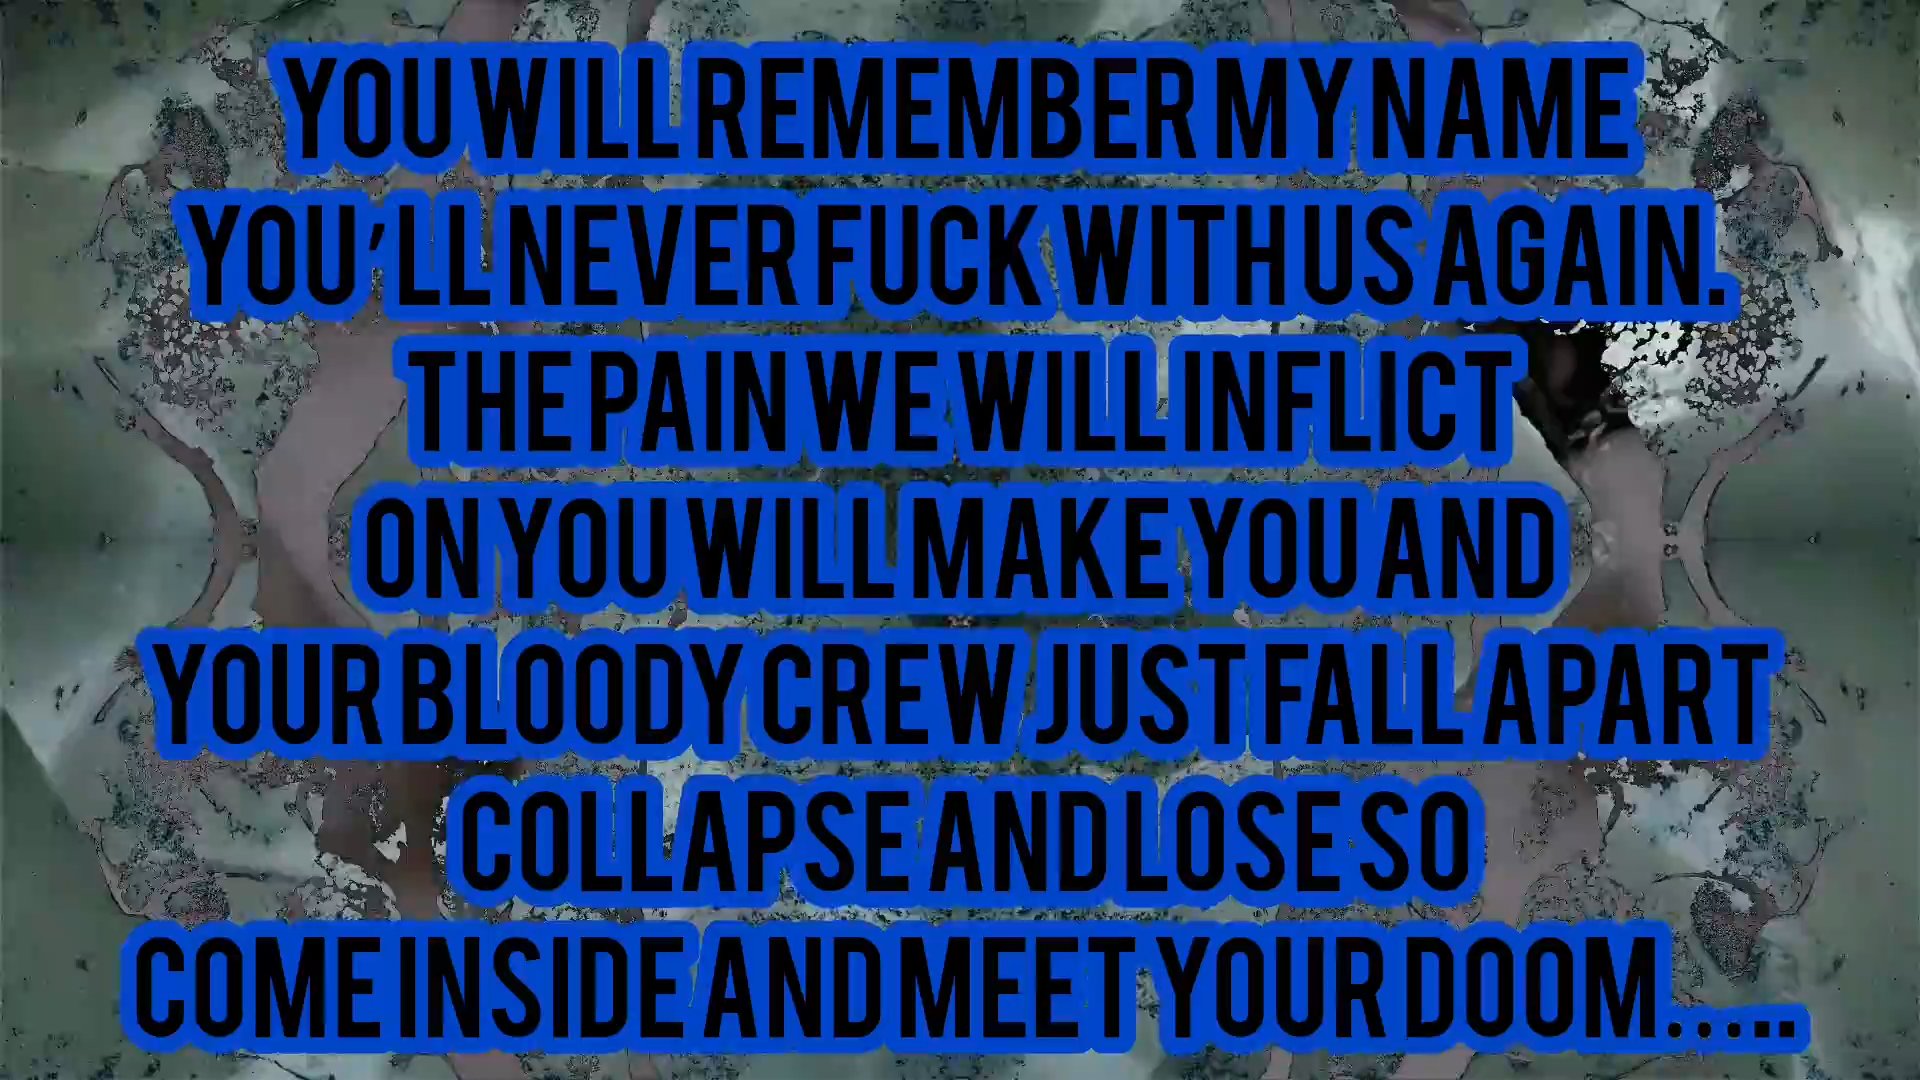 YOU WILL REMEMBER MY NAME
YOU'LL NEVER FUCK WITH US AGAIN.
THE PAIN WE WILL INFLICT
ON YOU WILL MAKE YOU AND
YOUR BLOODY CREW JUST FALL APART
COLLAPSE AND LOSE SO
COME INSIDE AND MEET YOUR DOOM…..